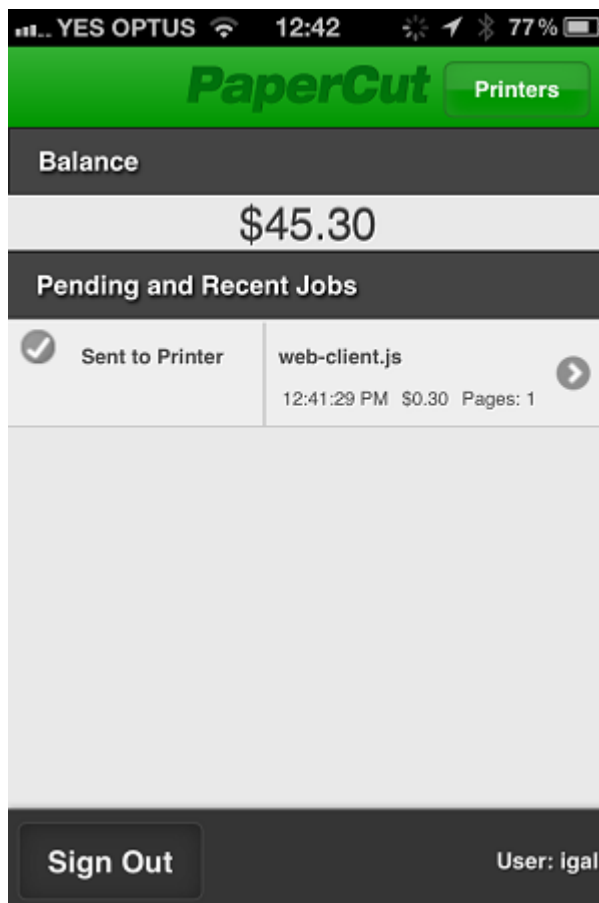 YES OPTUS 12:42 77%
PaperCut Printers
Balance
$45.30
Pending and Recent Jobs
Sent to Printer web-client.js
12:41:29 PM $0.30 Pages: 1
Sign Out User: igal